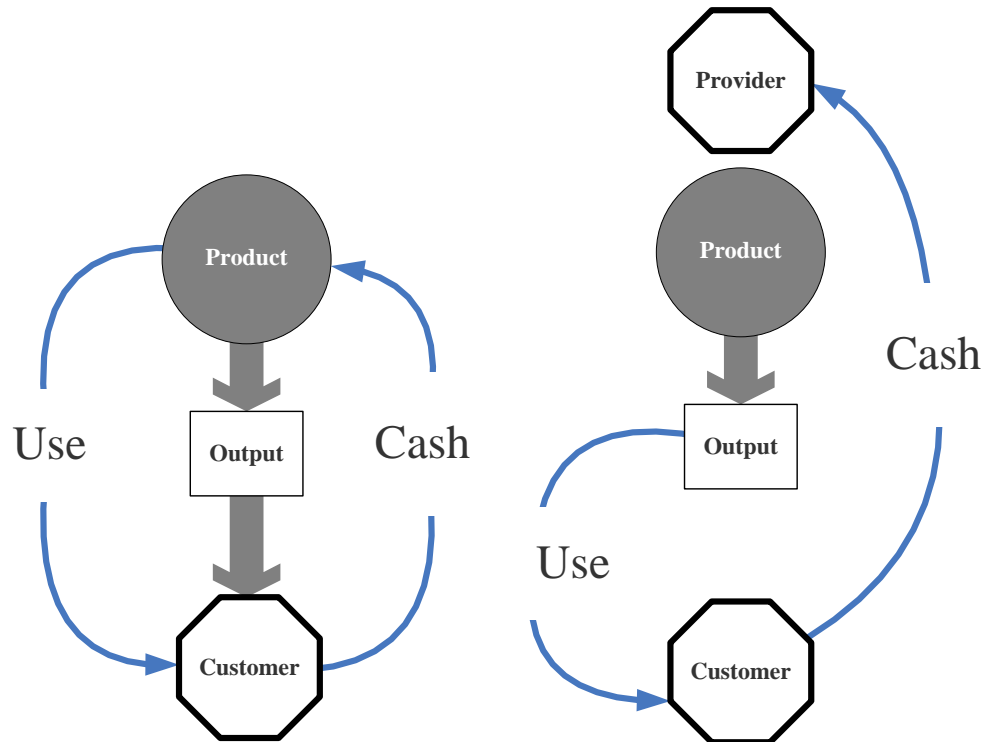 Product
Use
Output
Cash
Customer
Provider
Product
Cash
Output
Use
Customer